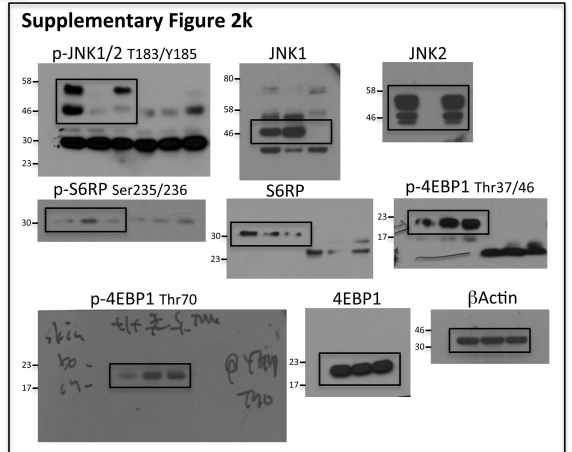 Supplementary Figure 2k
p-JNK1/2 T183/Y185
JNK1
JNK2
58-
46-
30-
23-
80-
58-
46-
58-
46-
p-S6RP Ser235/236
S6RP
p-4EBP1 Thr37/46
30-
30-
23-
23-
17-
p-4EBP1 Thr70
4EBP1
βActin
skin
23-
17-
23-
17-
46-
30-